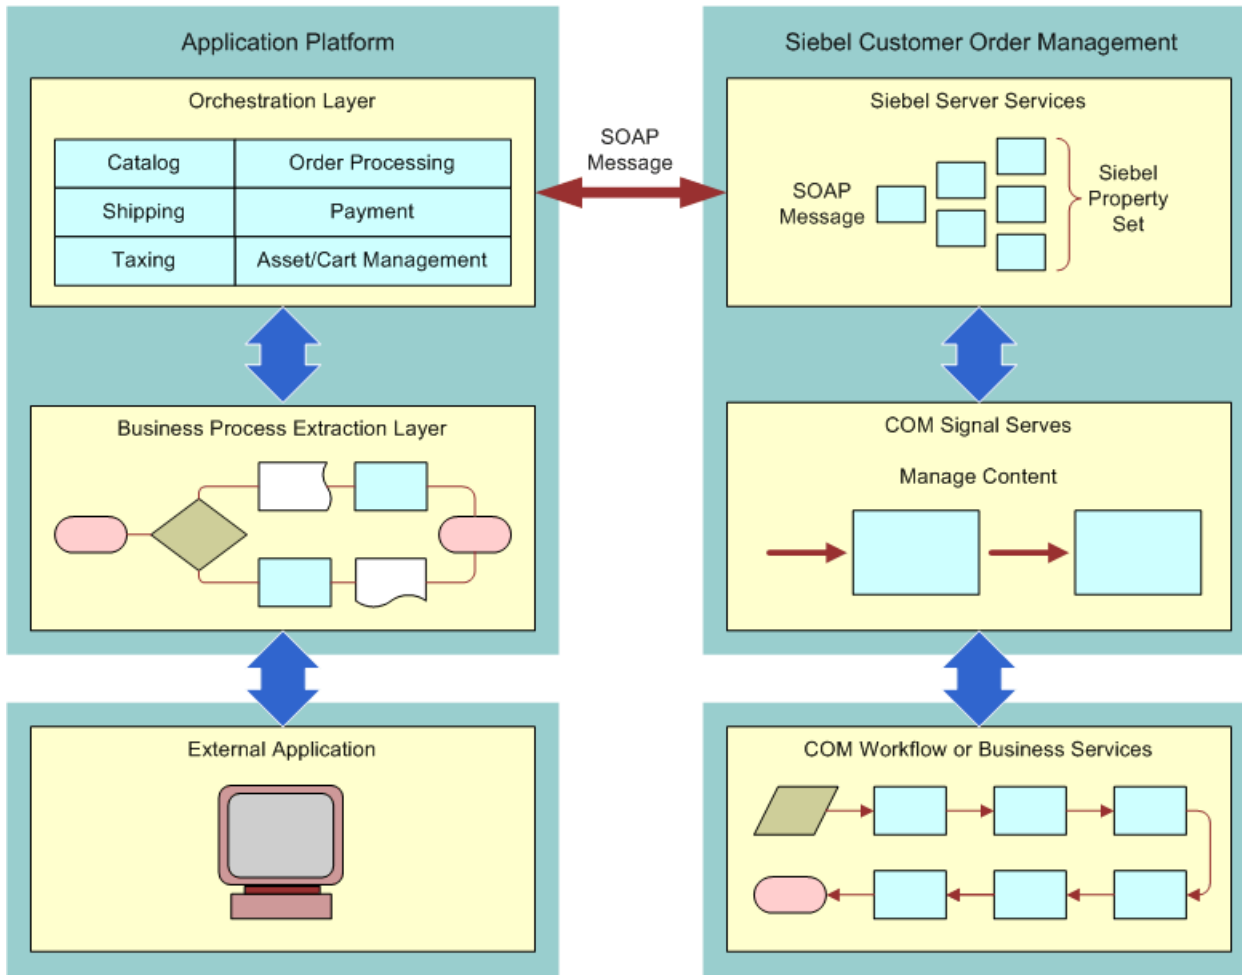 Application Platform
Orchestration Layer
Catalog
Order Processing
Shipping
Payment
Taxing
Asset/Cart Management
Business Process Extraction Layer
External Application
SOAP
Message
Siebel Customer Order Management
Siebel Server Services
SOAP
Message
Siebel
Property
Set
COM Signal Serves
Manage Content
COM Workflow or Business Services